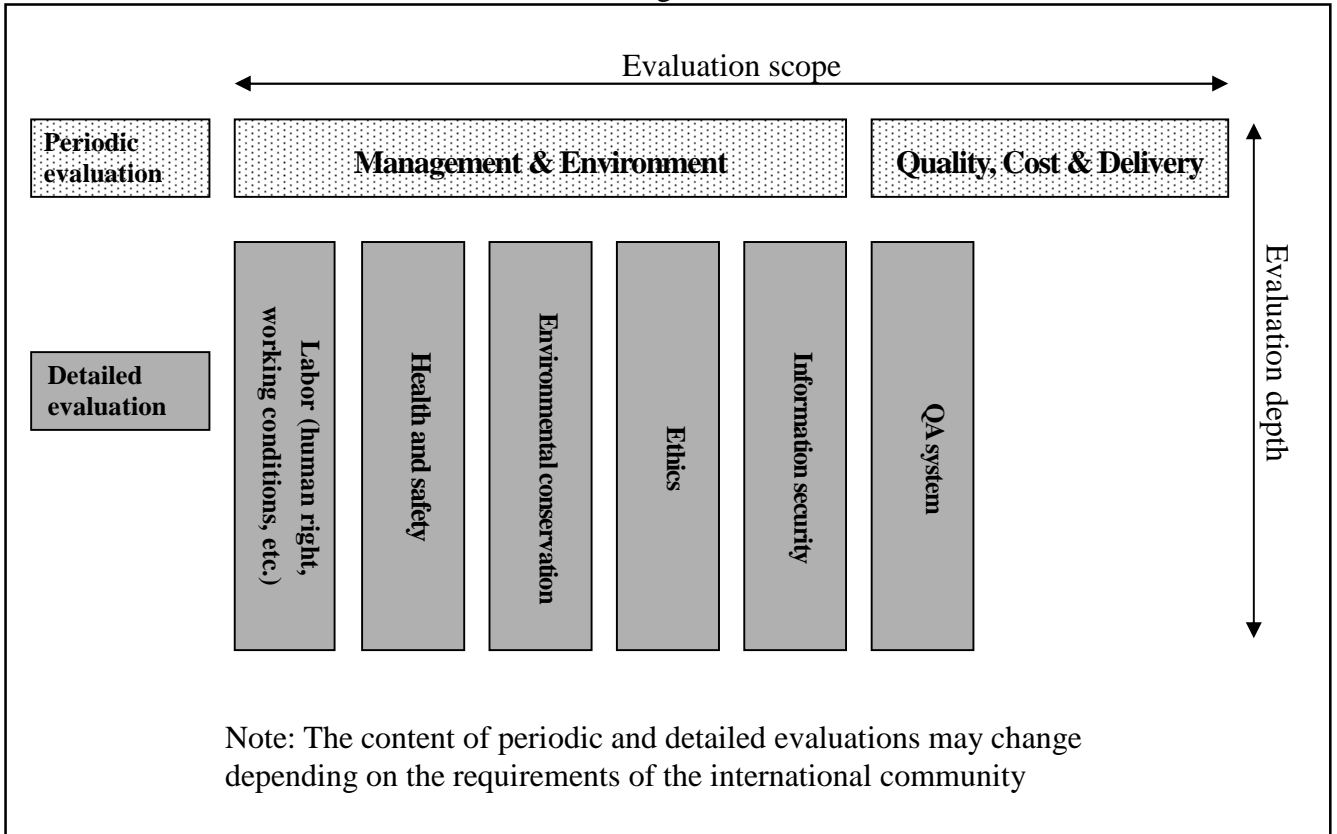 Evaluation scope
Periodic
evaluation
Management & Environment
Quality, Cost & Delivery
Evaluation depth
Detailed
evaluation
Labor (human right,
working conditions, etc.)
Health and safety
Environmental conservation
Ethics
Information security
QA system
Note: The content of periodic and detailed evaluations may change
depending on the requirements of the international community